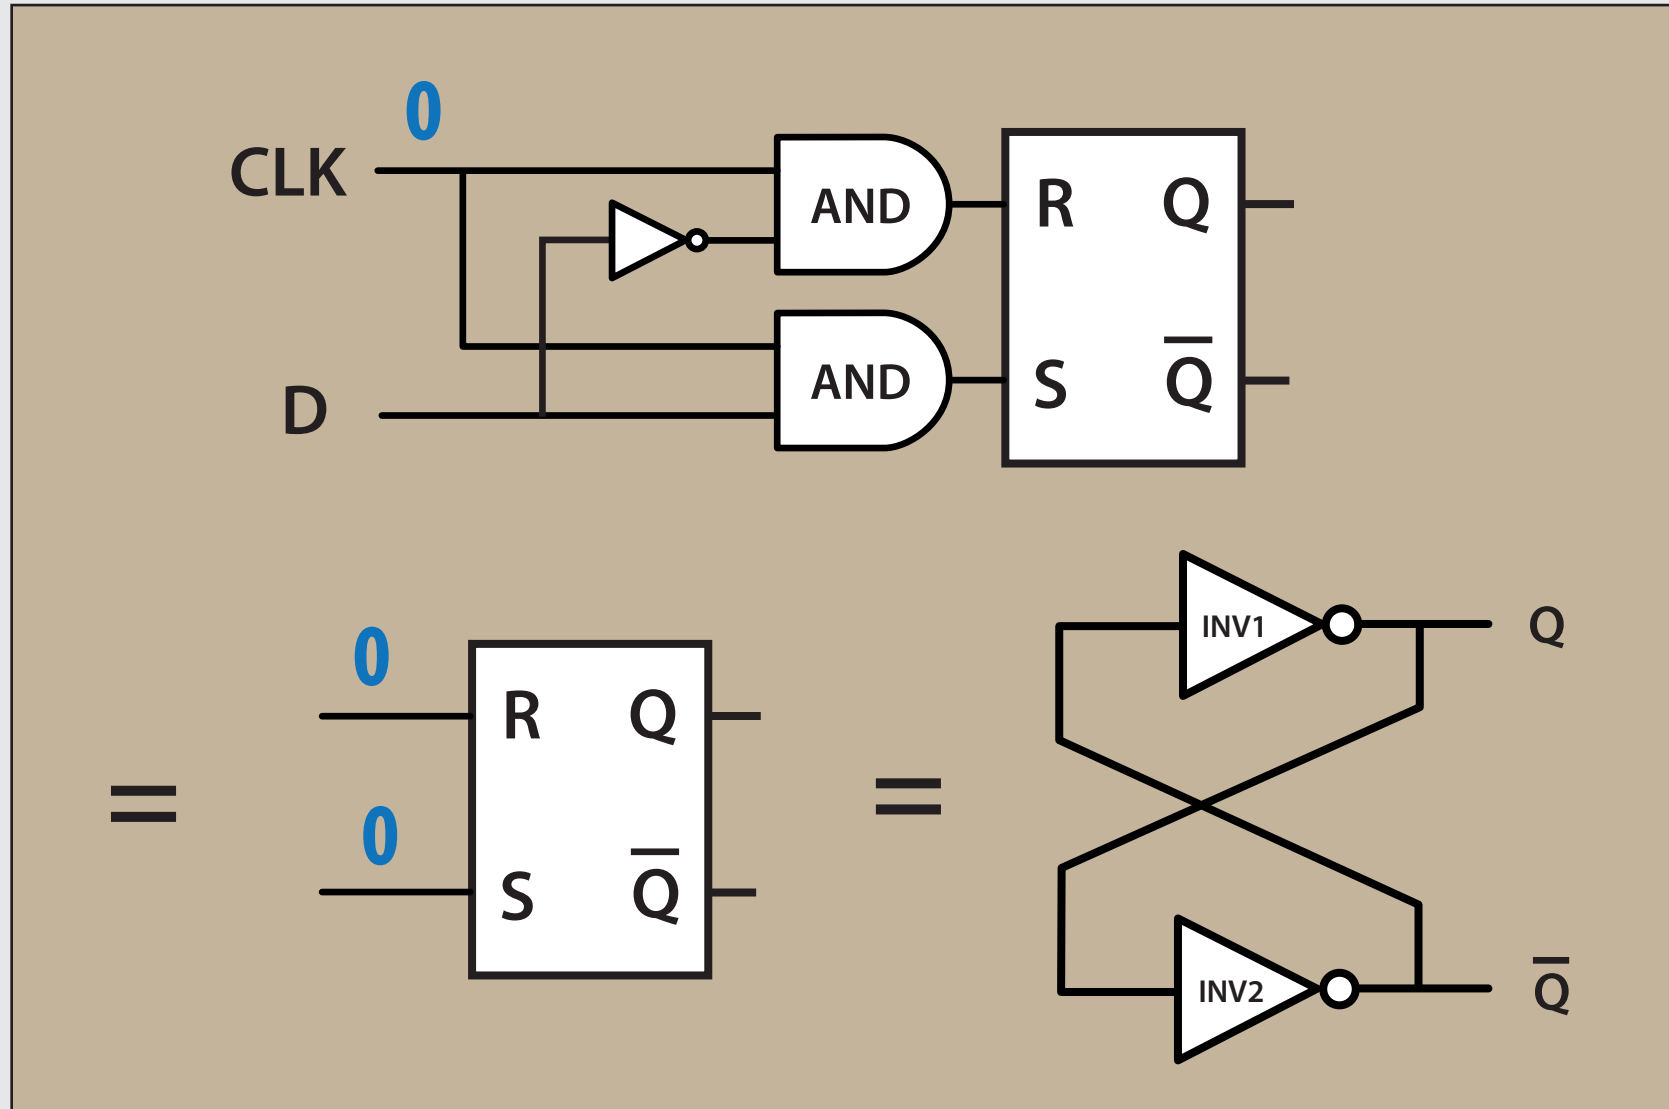 0
CLK
AND
R Q
D
AND
S Q̅
0
R Q
0
S Q̅
=
=
INV1
Q
INV2
Q̅